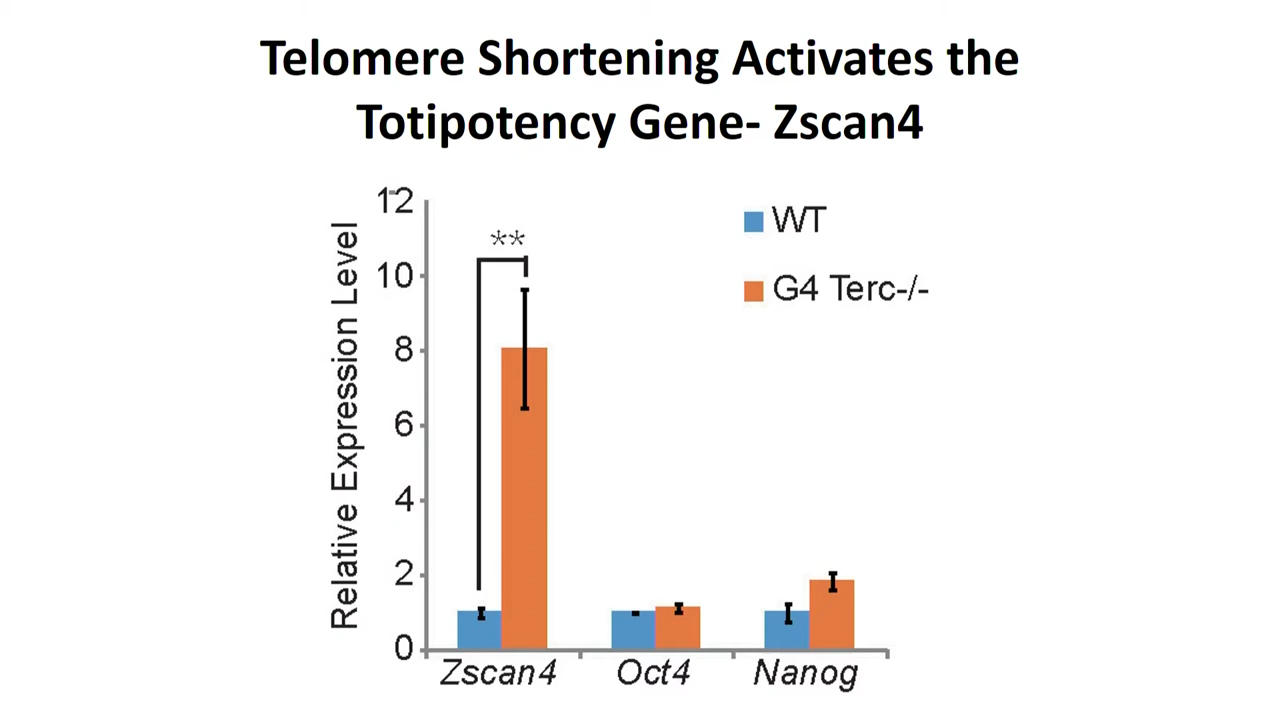 Telomere Shortening Activates the
Totipotency Gene- Zscan4
12
10
8
6
4
2
0
Relative Expression Level
**
WT
G4 Terc-/-
Zscan4
Oct4
Nanog